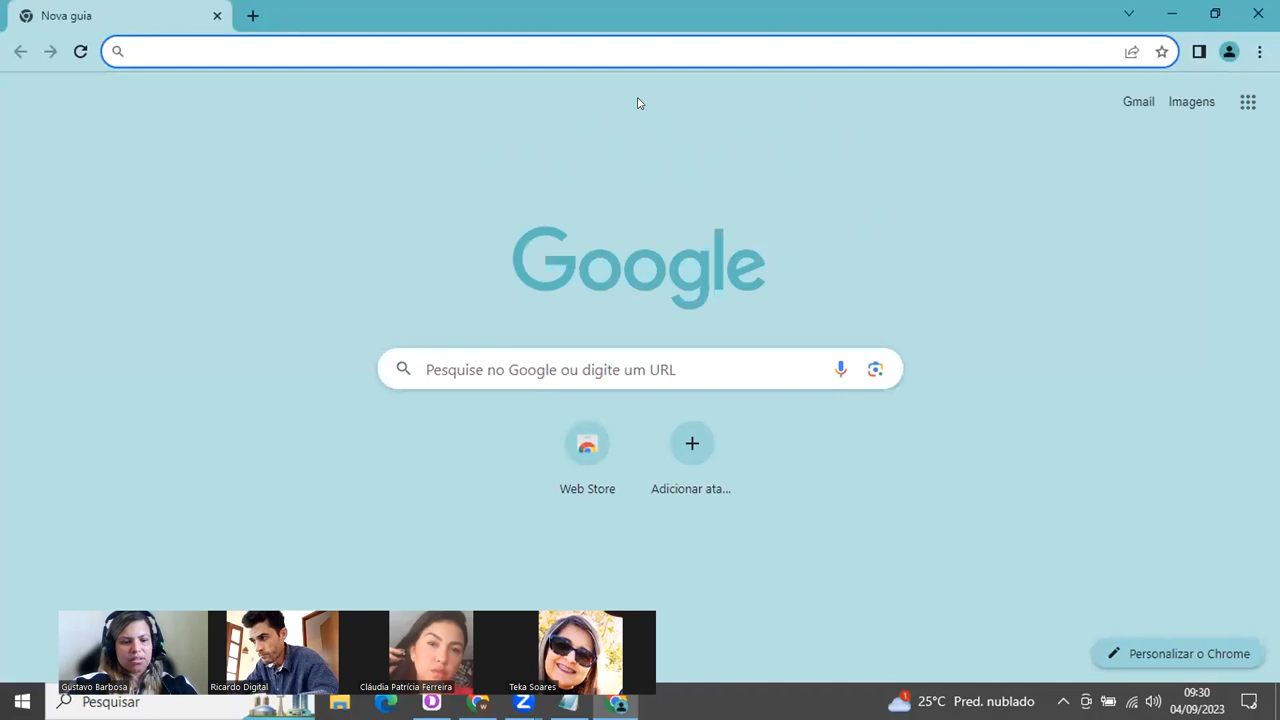 Nova guia
Gmail Imagens
Google
Pesquise no Google ou digite um URL
Web Store
Adicionar ata...
Personalizar o Chrome
Gustavo Barbosa
Ricardo Digital
Cláudia Patrícia Ferreira
Teka Soares
Pesquisar
1
25°C Pred. nublado
09:30
04/09/2023